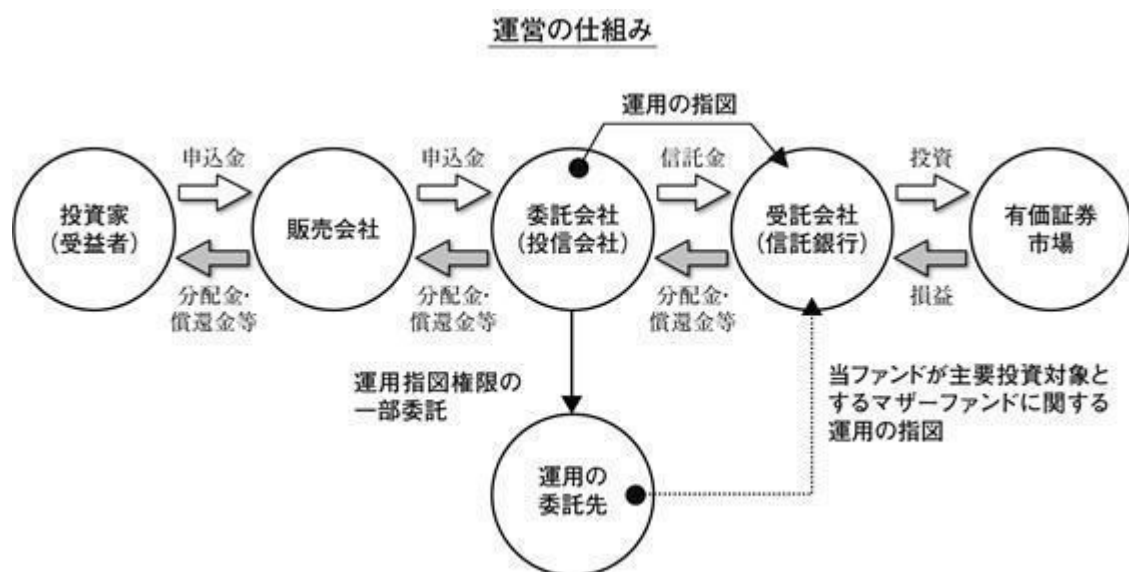 運営の仕組み
運用の指図
申込金
申込金
信託金
投資
投資家
(受益者)
販売会社
委託会社
(投信会社)
受託会社
(信託銀行)
有価証券
市場
分配金・
償還金等
分配金・
償還金等
分配金・
償還金等
損益
運用指図権限の
一部委託
当ファンドが主要投資対象と
するマザーファンドに関する
運用の指図
運用の
委託先